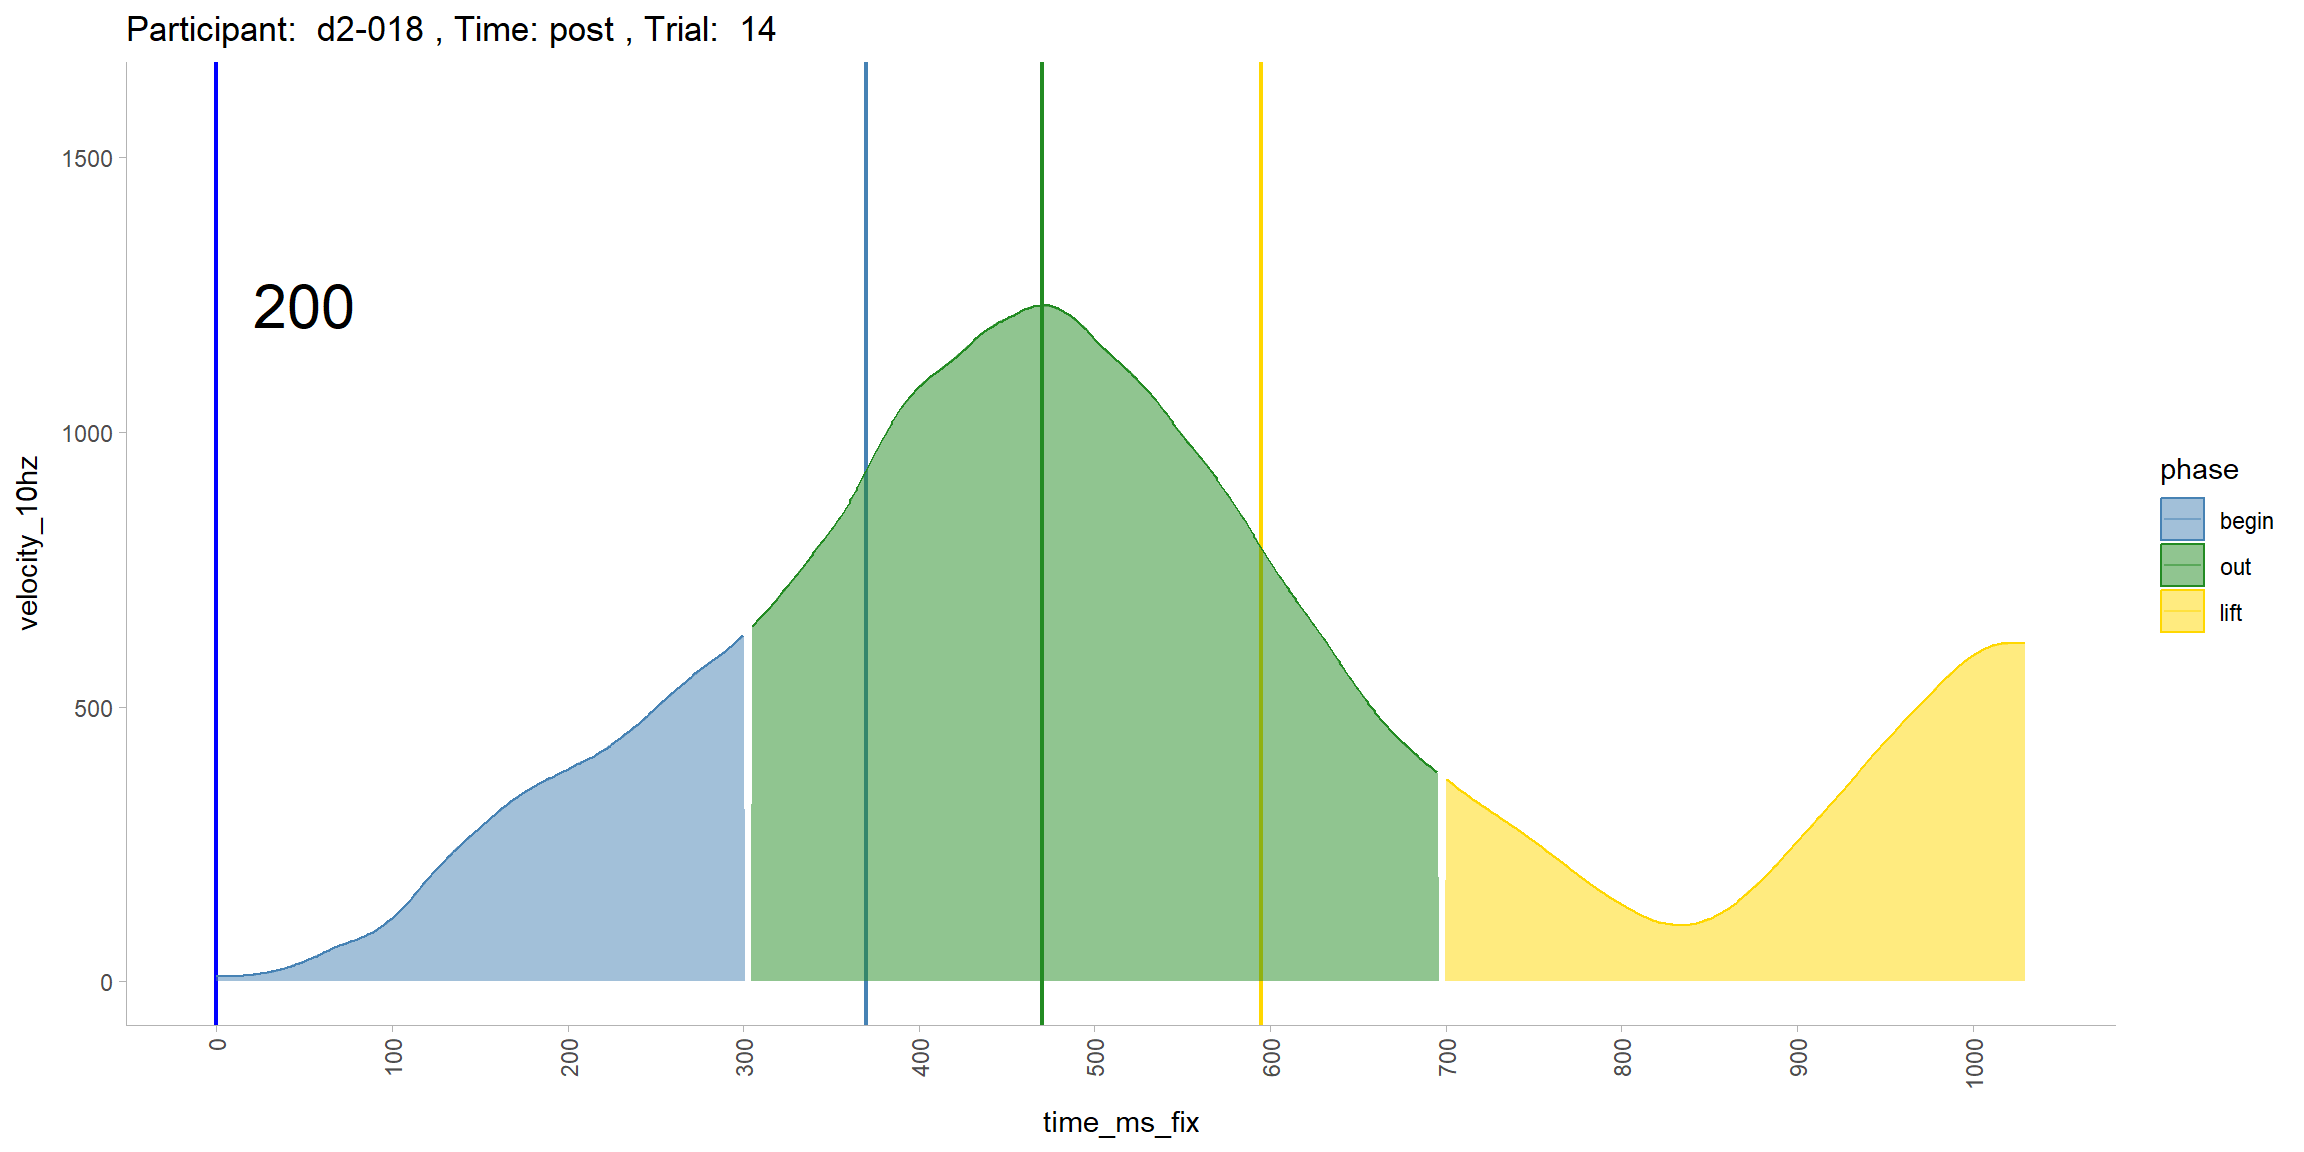 Participant:  d2-018 , Time: post , Trial:  14
1500
1000
500
0
velocity_10hz
200
0
100
200
300
400
500
600
700
800
900
1000
time_ms_fix
phase
begin
out
lift